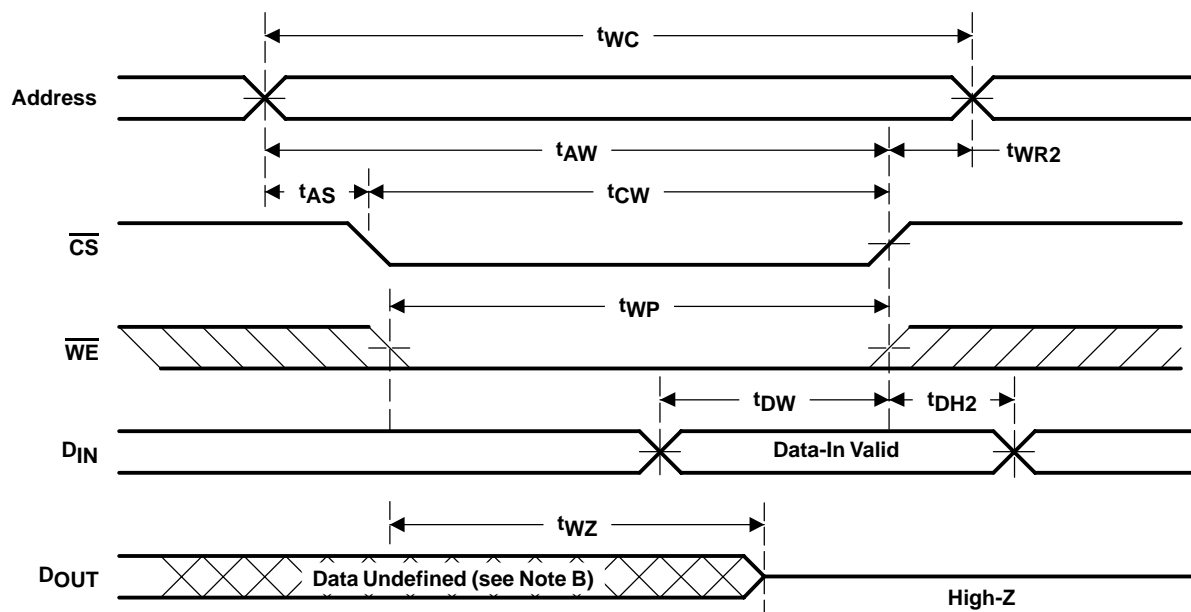 tWC
Address
tAW
tWR2
tAS
tCW
CS
tWP
WE
tDW
tDH2
DIN
Data-In Valid
tWZ
DOUT
Data Undefined (see Note B)
High-Z